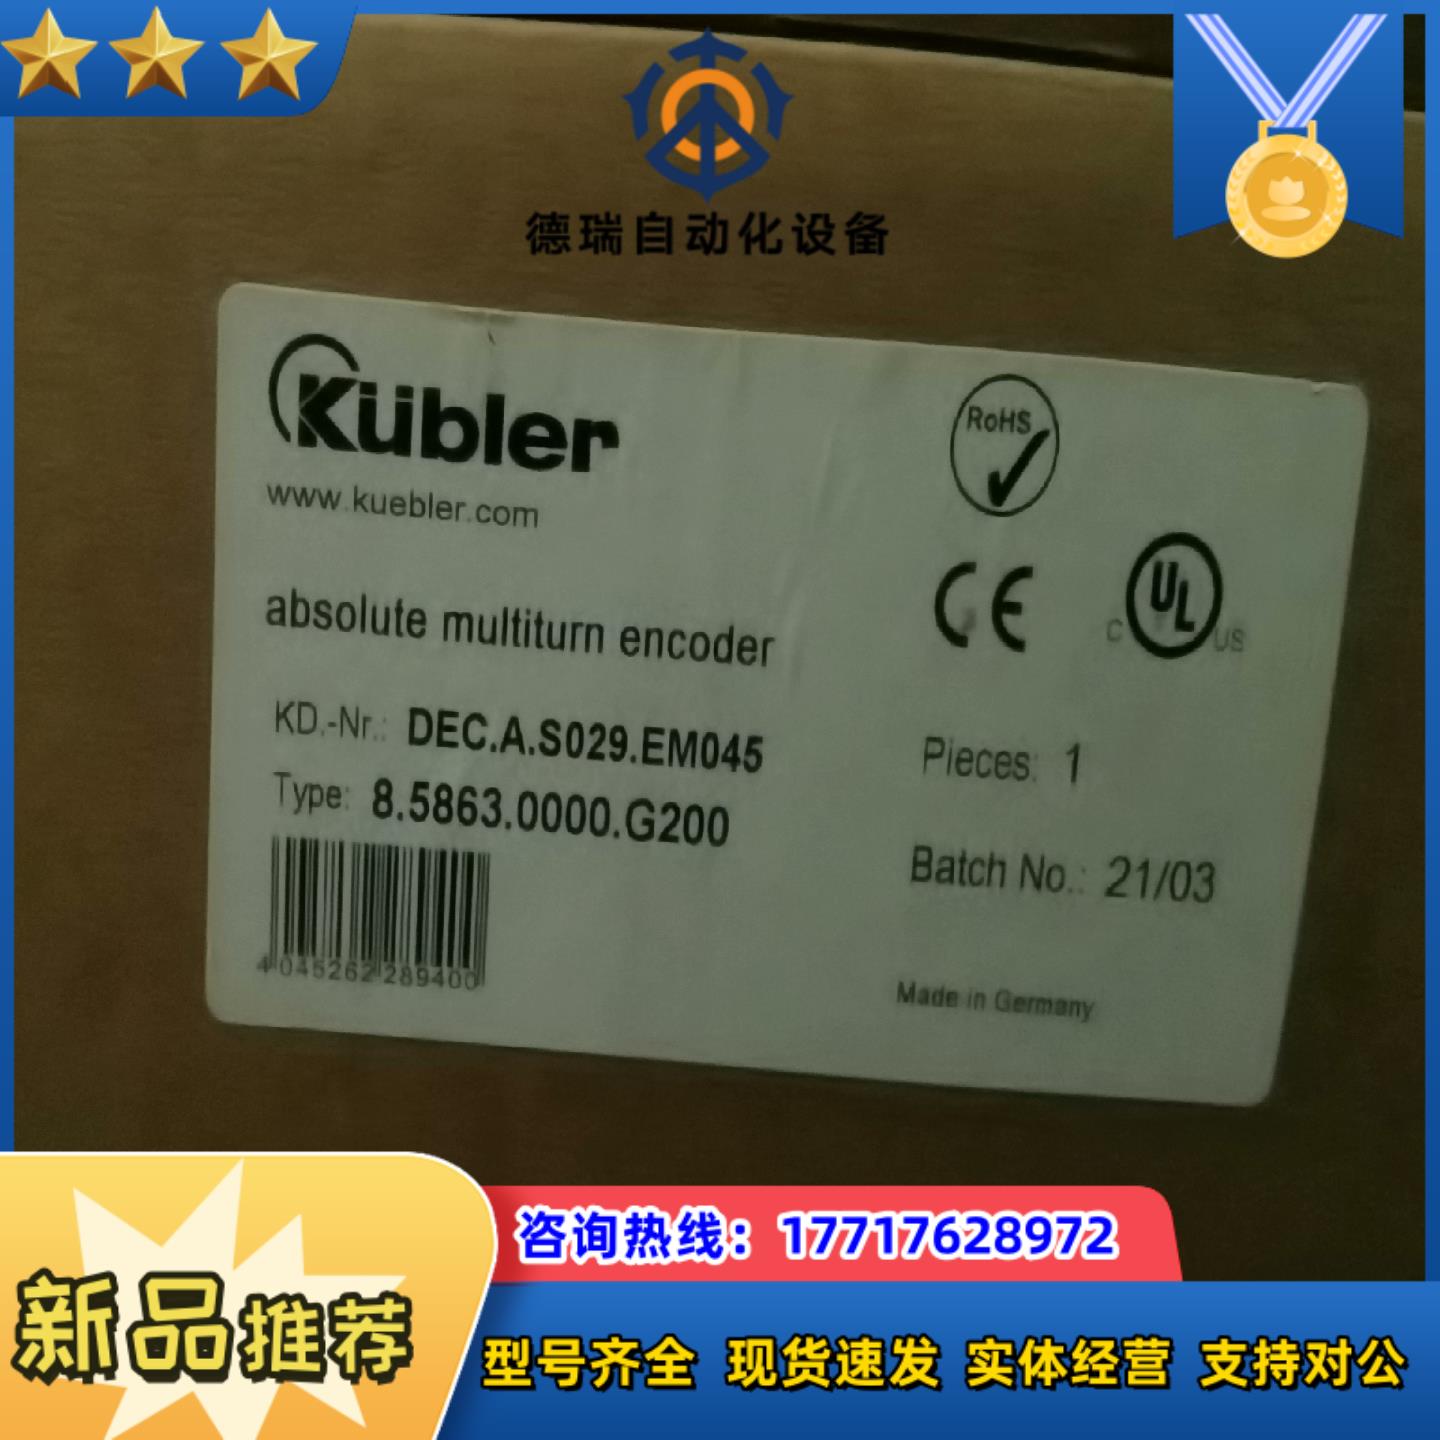 德瑞自动化设备
Kübler
www.kuebler.com
RoHS
CE
C UL US
absolute multiturn encoder
KD.-Nr.: DEC.A.S029.EM045
Type: 8.5863.0000.G200
Pieces: 1
Batch No.: 21/03
4 045262 289400
Made in Germany
咨询热线：17717628972
新品推荐
型号齐全 现货速发 实体经营 支持对公